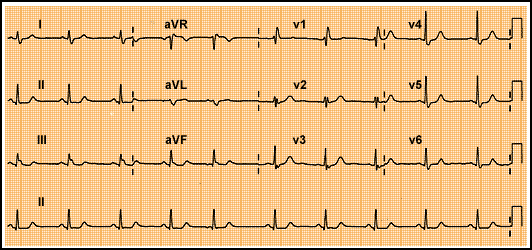 I aVR v1 v4
II aVL v2 v5
III aVF v3 v6
II